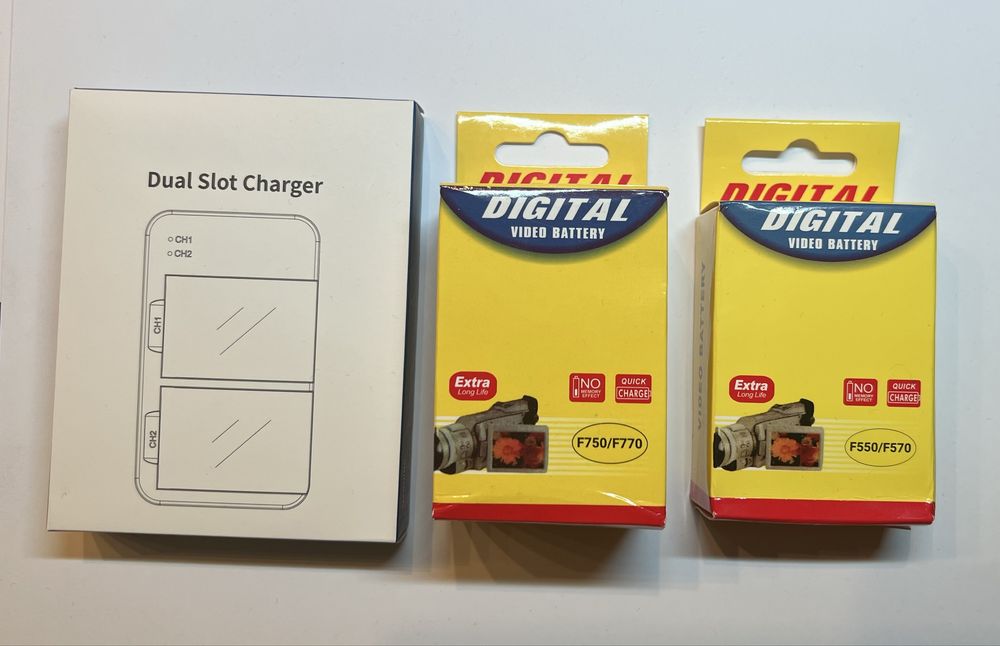 Dual Slot Charger
CH1
CH2
CH1
CH2
DIGITAL
DIGITAL
VIDEO BATTERY
Extra
Long Life
NO
MEMORY
EFFECT
QUICK
CHARGE
F750/F770
DIGITAL
DIGITAL
VIDEO BATTERY
VIDEO BATTERY
Extra
Long Life
NO
MEMORY
EFFECT
QUICK
CHARGE
F550/F570